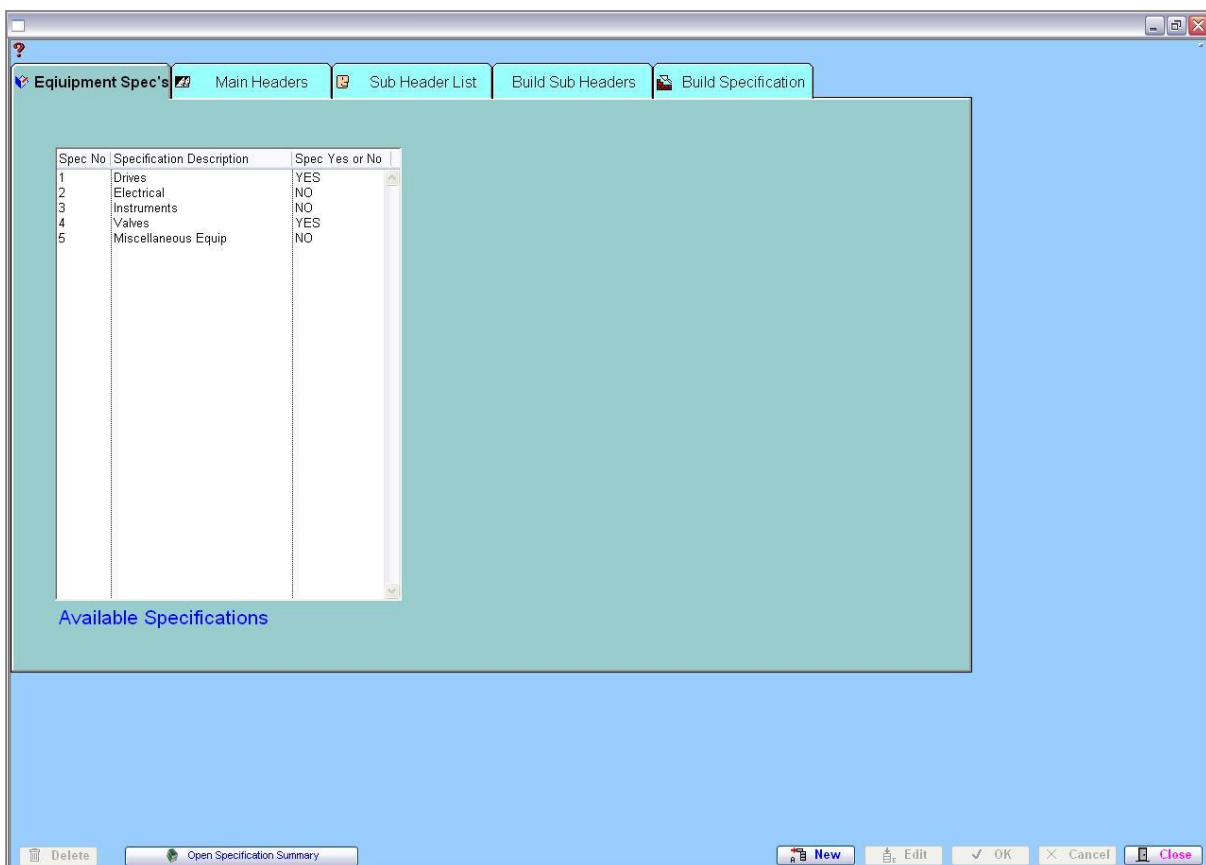 ?
Eqiuipment Spec's Main Headers Sub Header List Build Sub Headers Build Specification
Spec No Specification Description Spec Yes or No
1 Drives YES
2 Electrical NO
3 Instruments NO
4 Valves YES
5 Miscellaneous Equip NO
Available Specifications
Delete Open Specification Summary New Edit OK Cancel Close